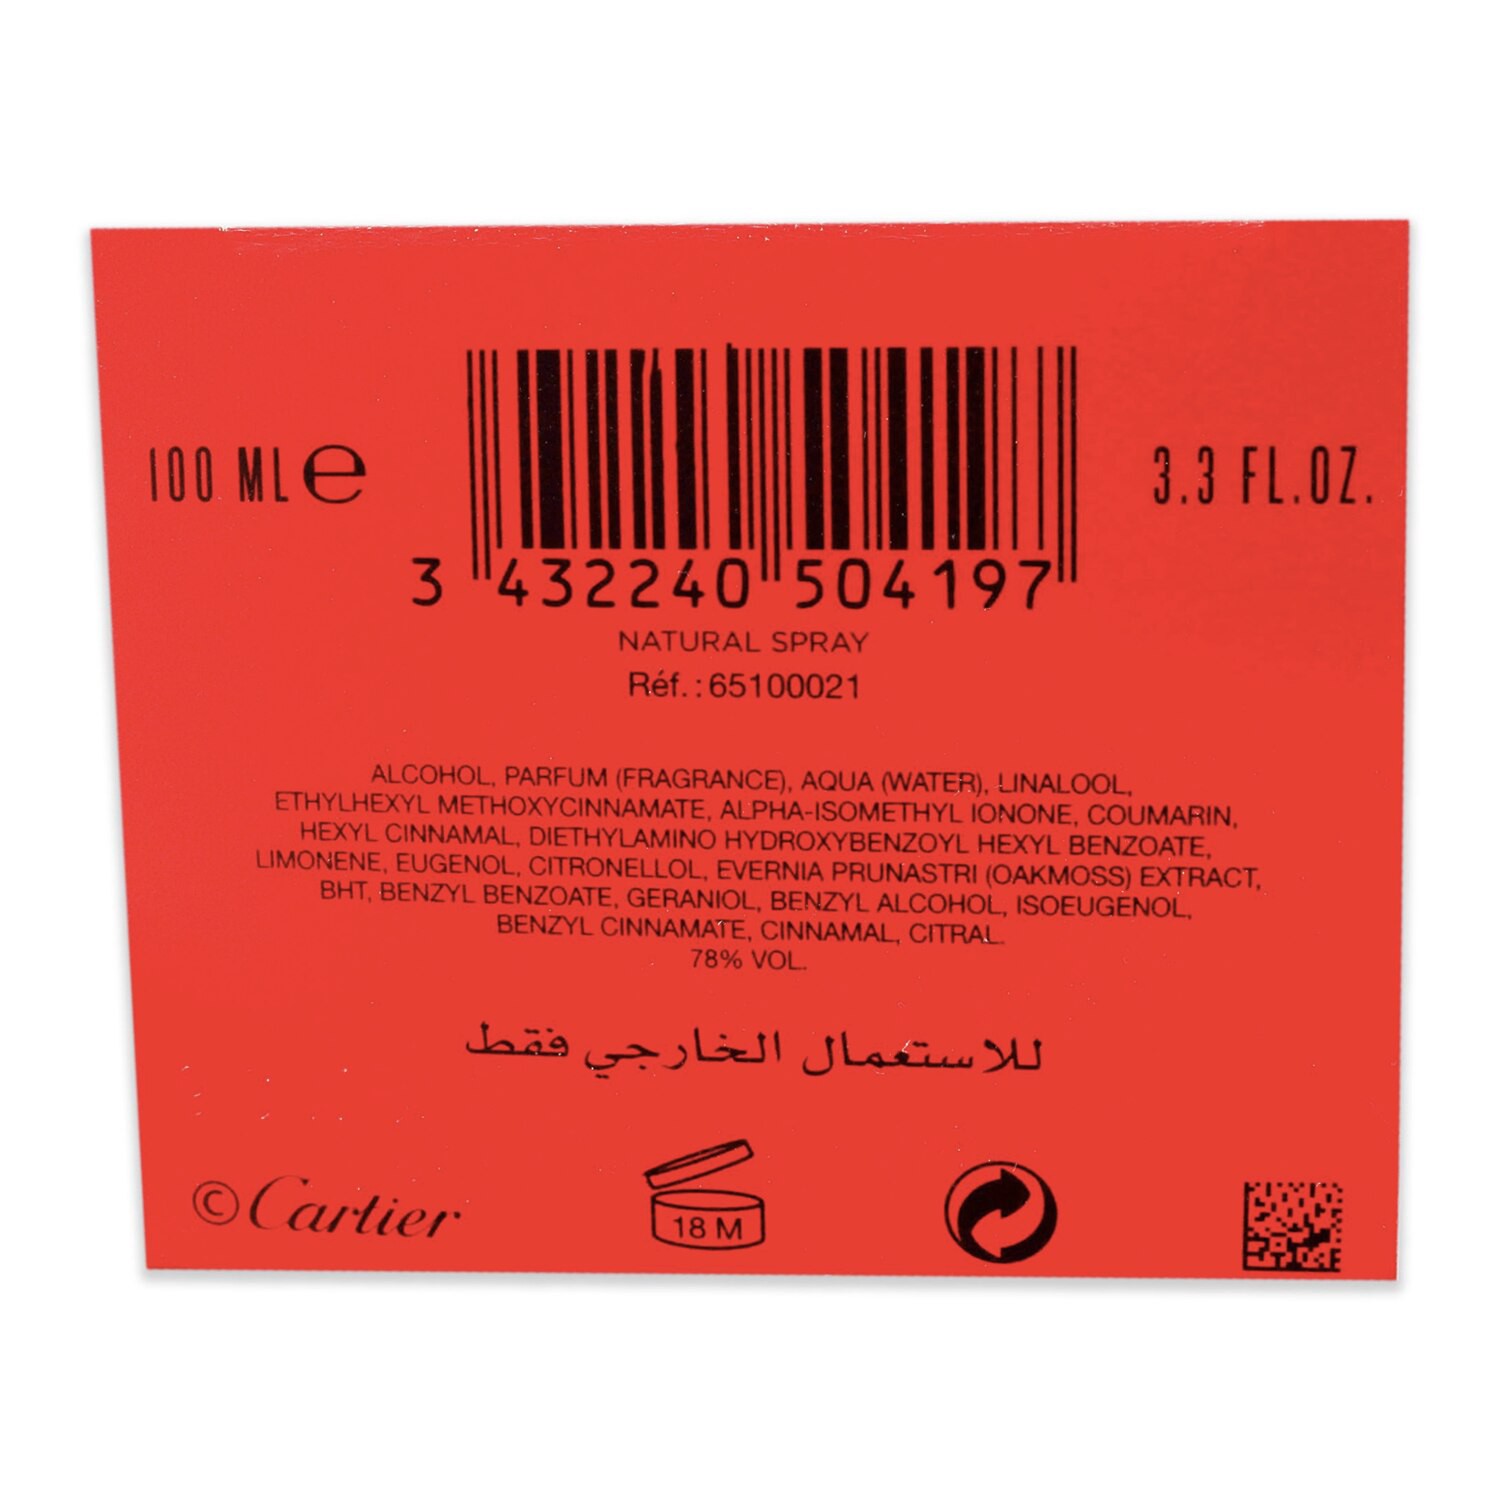 100 ML ℮
3.3 FL.OZ.
3 432240 504197
NATURAL SPRAY
Réf.: 65100021
ALCOHOL, PARFUM (FRAGRANCE), AQUA (WATER), LINALOOL,
ETHYLHEXYL METHOXYCINNAMATE, ALPHA-ISOMETHYL IONONE, COUMARIN,
HEXYL CINNAMAL, DIETHYLAMINO HYDROXYBENZOYL HEXYL BENZOATE,
LIMONENE, EUGENOL, CITRONELLOL, EVERNIA PRUNASTRI (OAKMOSS) EXTRACT,
BHT, BENZYL BENZOATE, GERANIOL, BENZYL ALCOHOL, ISOEUGENOL,
BENZYL CINNAMATE, CINNAMAL, CITRAL.
78% VOL.
للاستعمال الخارجي فقط
© Cartier
18 M